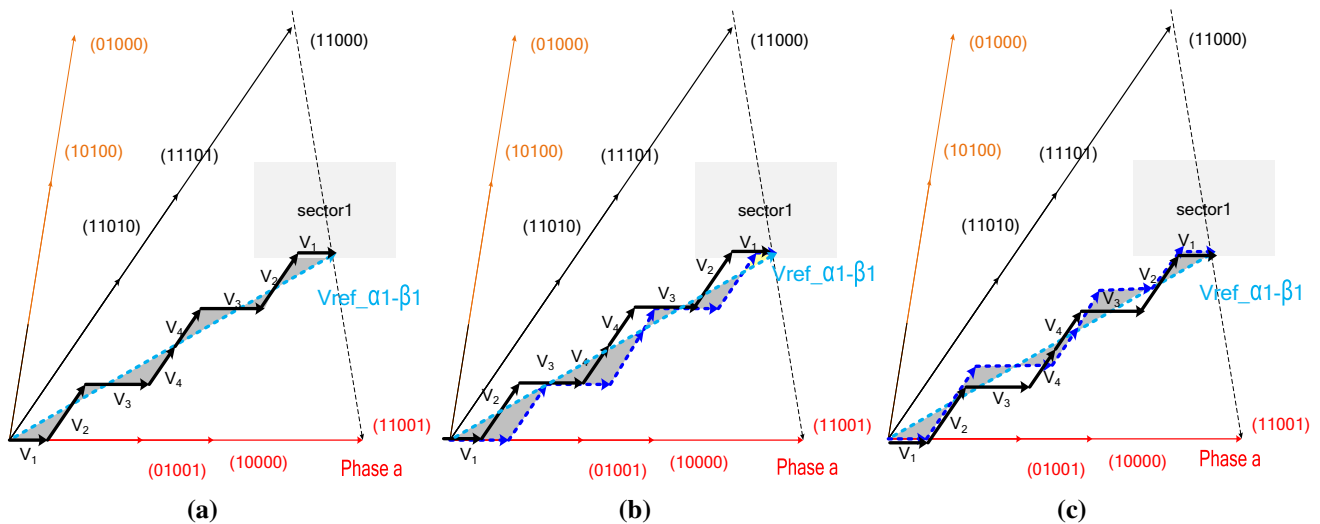 (01000)
(11000)
(10100)
(11101)
(11010)
sector1
V1
V2
Vref_α1-β1
V3
V4
V4
V3
V2
V1
(11001)
(01001)
(10000)
Phase a
(a)
(01000)
(11000)
(10100)
(11101)
(11010)
sector1
V1
V2
Vref_α1-β1
V3
V4
V3
V4
V2
V1
(11001)
(01001)
(10000)
Phase a
(b)
(01000)
(11000)
(10100)
(11101)
(11010)
sector1
V1
V2
Vref_α1-β1
V3
V4
V4
V3
V2
V1
(11001)
(01001)
(10000)
Phase a
(c)